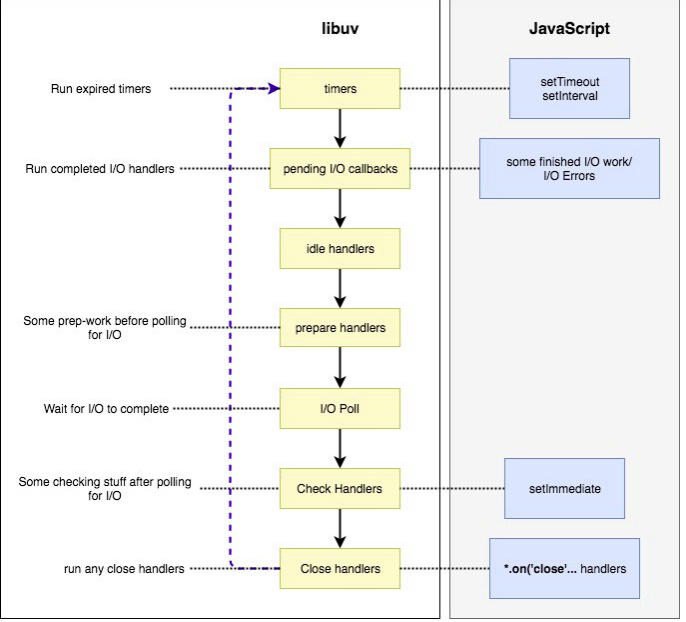 libuv
JavaScript
Run expired timers
timers
setTimeout
setInterval
Run completed I/O handlers
pending I/O callbacks
some finished I/O work/
I/O Errors
idle handlers
Some prep-work before polling
for I/O
prepare handlers
Wait for I/O to complete
I/O Poll
Some checking stuff after polling
for I/O
Check Handlers
setImmediate
run any close handlers
Close handlers
*.on('close'... handlers